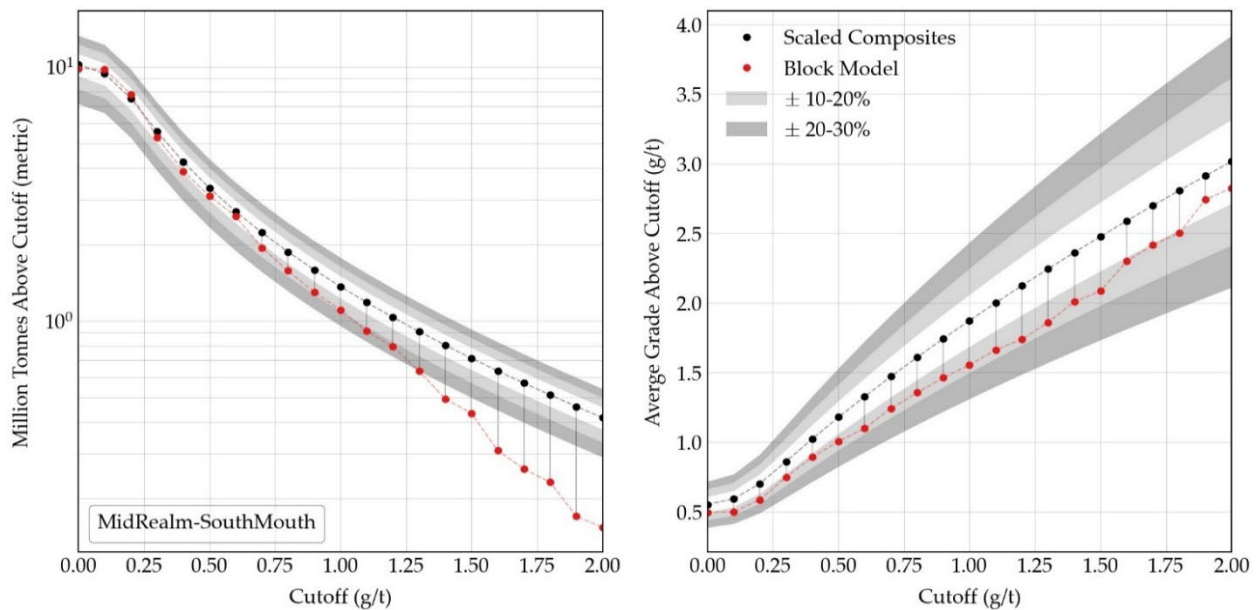 Million Tonnes Above Cutoff (metric)
10¹
10⁰
MidRealm-SouthMouth
0.00 0.25 0.50 0.75 1.00 1.25 1.50 1.75 2.00
Cutoff (g/t)
Averge Grade Above Cutoff (g/t)
4.0
3.5
3.0
2.5
2.0
1.5
1.0
0.5
Scaled Composites
Block Model
± 10-20%
± 20-30%
0.00 0.25 0.50 0.75 1.00 1.25 1.50 1.75 2.00
Cutoff (g/t)